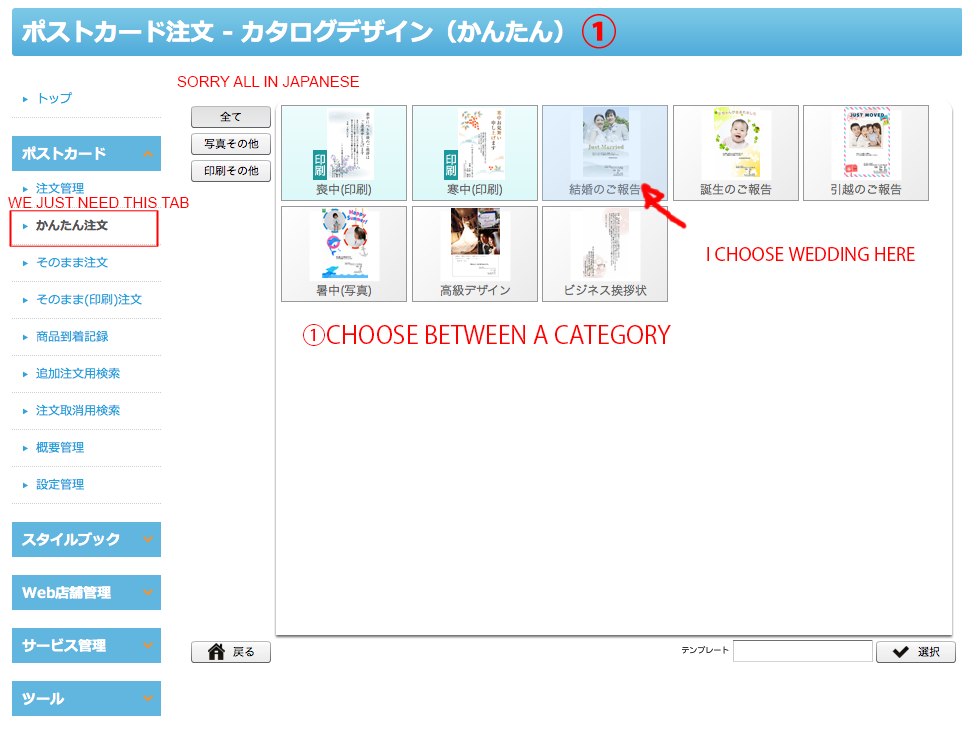 ポストカード注文 - カタログデザイン（かんたん） ①
SORRY ALL IN JAPANESE
トップ
ポストカード
注文管理
WE JUST NEED THIS TAB
かんたん注文
そのまま注文
そのまま(印刷)注文
商品到着記録
追加注文用検索
注文取消用検索
概要管理
設定管理
スタイルブック
Web店舗管理
サービス管理
ツール
全て
写真その他
印刷その他
印刷
喪中(印刷)
印刷
寒中(印刷)
Just Married
結婚のご報告
誕生のご報告
JUST MOVED
引越のご報告
Happy
Summer!
暑中(写真)
高級デザイン
ビジネス挨拶状
I CHOOSE WEDDING HERE
①CHOOSE BETWEEN A CATEGORY
戻る
テンプレート
選択